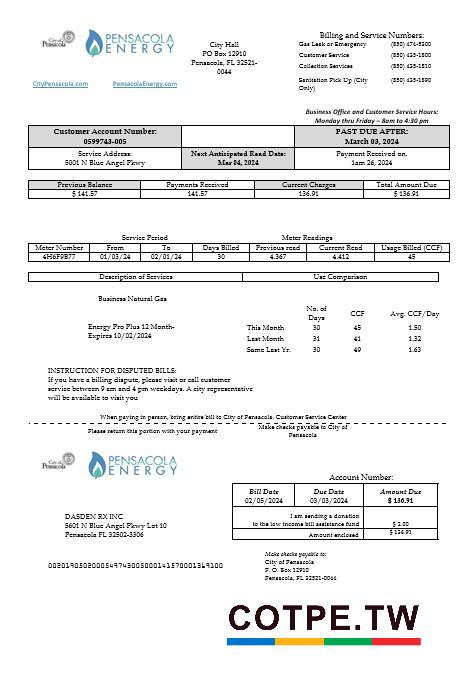 City of
Pensacola
PENSACOLA
ENERGY
CityPensacola.com
PensacolaEnergy.com
City Hall
PO Box 12910
Pensacola, FL 32521-
0044
Billing and Service Numbers:
Gas Leak or Emergency (850) 474-5300
Customer Service (850) 435-1800
Collection Services (850) 435-1810
Sanitation Pick Up (City (850) 435-1890
Only)
Business Office and Customer Service Hours:
Monday thru Friday – 8am to 4:30 pm
Customer Account Number:
0599743-005
PAST DUE AFTER:
March 03, 2024
Service Address:
5001 N Blue Angel Pkwy
Next Anticipated Read Date:
Mar 04, 2024
Payment Received on.
1am 26, 2024
Previous Balance Payments Received Current Charges Total Amount Due
$ 141.57 141.57 136.91 $ 136.91
Service Period Meter Readings
Meter Number From To Days Billed Previous read Current Read Usage Billed (CCF)
4H6F9B77 01/03/24 02/01/24 30 4.367 4.412 45
Description of Services Use Comparison
Business Natural Gas
No. of
Days CCF Avg. CCF/Day
Energy Pro Plus 12 Month-
Expires 10/02/2024
This Month 30 45 1.50
Last Month 31 41 1.32
Same Last Yr. 30 49 1.63
INSTRUCTION FOR DISPUTED BILLS:
If you have a billing dispute, please visit or call customer
service between 9 am and 4 pm weekdays. A city representative
will be available to visit you
When paying in person, bring entire bill to City of Pensacola. Customer Service Center
Please return this portion with your payment
Make checks payable to City of
Pensacola
City of
Pensacola
PENSACOLA
ENERGY
Account Number:
Bill Date Due Date Amount Due
02/05/2024 03/03/2024 $ 136.91
I am sending a donation
to the low income bill assistance fund $ 2.00
Amount enclosed $ 136.91
DASDEN RX INC
5601 N Blue Angel Pkwy Lot 10
Pensacola Fl 32502-3306
Make checks payable to:
City of Pensacola
P. O. Box 12910
Pensacola, FL 32521-0044
COTPE.TW